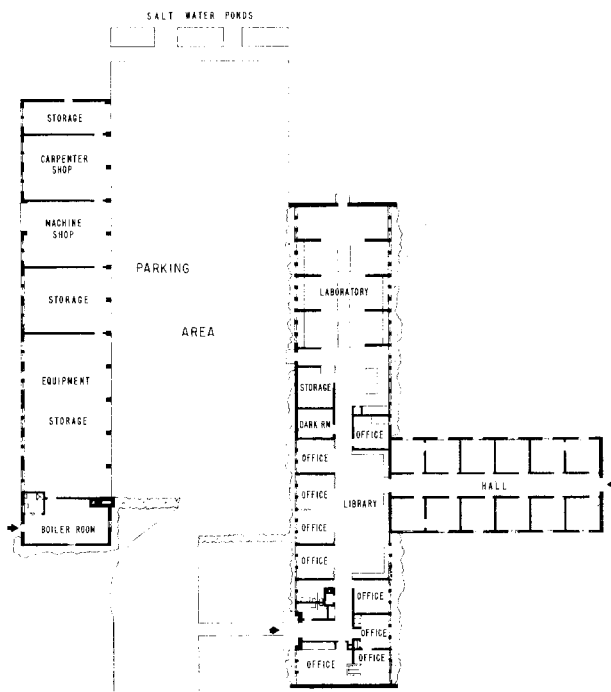 SALT WATER PONDS
STORAGE
CARPENTER
SHOP
MACHINE
SHOP
STORAGE
EQUIPMENT
STORAGE
BOILER ROOM
PARKING
AREA
LABORATORY
STORAGE
DARK RM
OFFICE
OFFICE
OFFICE
LIBRARY
OFFICE
OFFICE
HALL
OFFICE
OFFICE
OFFICE
OFFICE